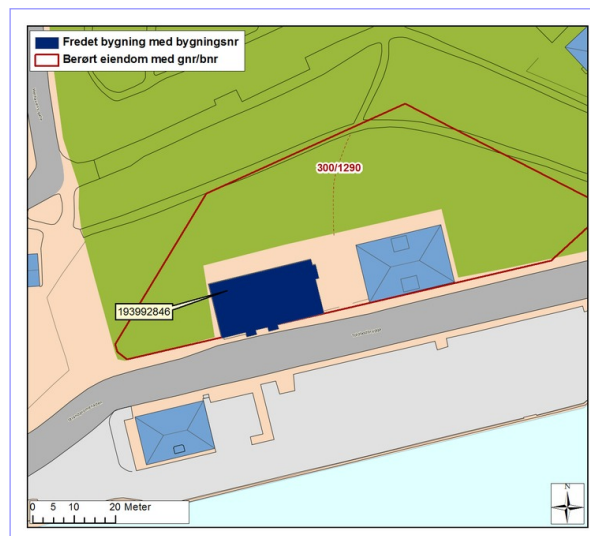 Fredet bygning med bygningsnr
Berørt eiendom med gnr/bnr
300/1290
193992846
0 5 10 20 Meter
N